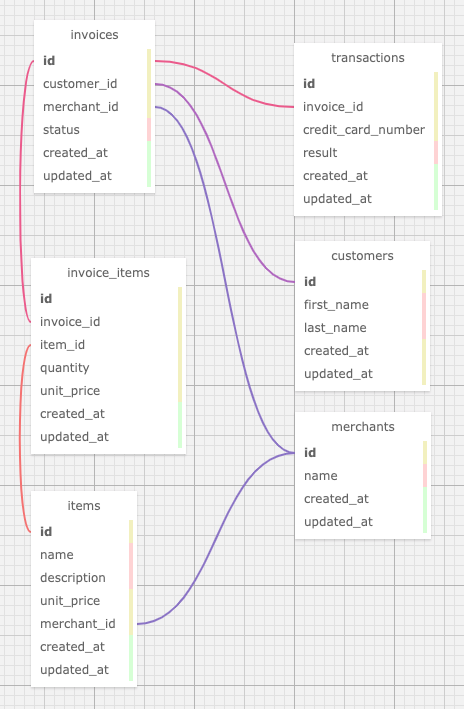 invoices
id
customer_id
merchant_id
status
created_at
updated_at
transactions
id
invoice_id
credit_card_number
result
created_at
updated_at
customers
id
first_name
last_name
created_at
updated_at
invoice_items
id
invoice_id
item_id
quantity
unit_price
created_at
updated_at
merchants
id
name
created_at
updated_at
items
id
name
description
unit_price
merchant_id
created_at
updated_at